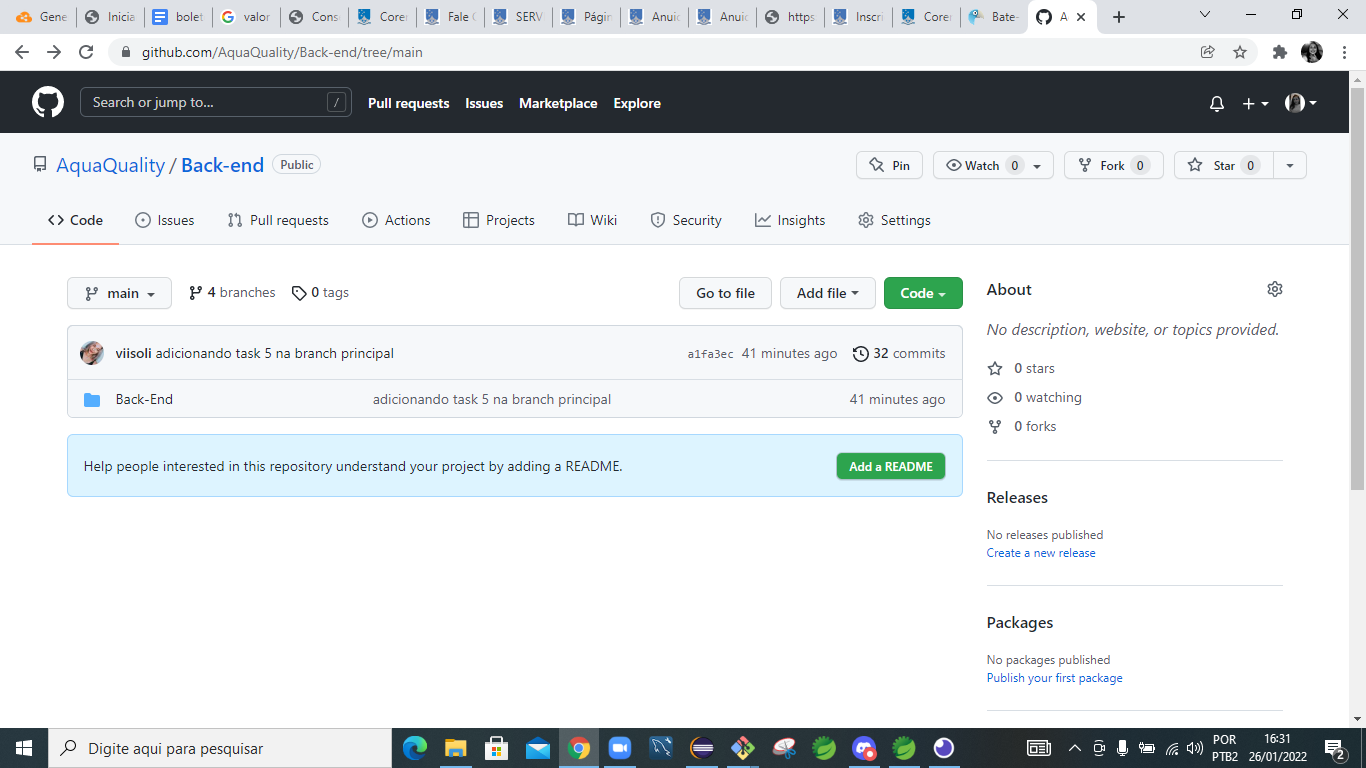 Gene
Inicia
bolet
valor
Cons
Coren
Fale C
SERV
Págin
Anuid
Anuid
https
Inscri
Coren
Bate-
A
github.com/AquaQuality/Back-end/tree/main
Search or jump to...
/
Pull requests
Issues
Marketplace
Explore
AquaQuality / Back-end
Public
Pin
Watch 0
Fork 0
Star 0
Code
Issues
Pull requests
Actions
Projects
Wiki
Security
Insights
Settings
main
4 branches
0 tags
Go to file
Add file
Code
viisoli adicionando task 5 na branch principal
a1fa3ec 41 minutes ago
32 commits
Back-End
adicionando task 5 na branch principal
41 minutes ago
Help people interested in this repository understand your project by adding a README.
Add a README
About
No description, website, or topics provided.
0 stars
0 watching
0 forks
Releases
No releases published
Create a new release
Packages
No packages published
Publish your first package
Digite aqui para pesquisar
POR
PTB2
16:31
26/01/2022
2